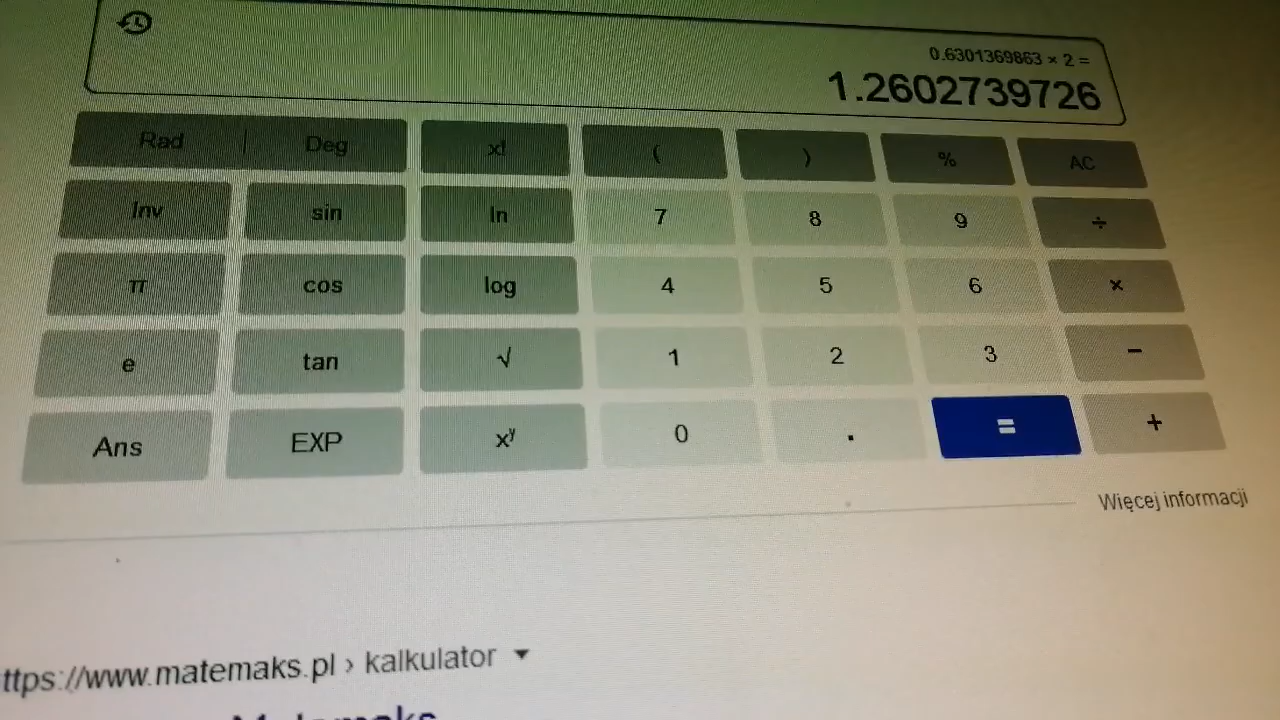 0.6301369863 × 2 =
1.2602739726
Rad | Deg x! ( ) % AC
Inv sin ln 7 8 9 ÷
π cos log 4 5 6 ×
e tan √ 1 2 3 −
Ans EXP xʸ 0 . = +
Więcej informacji
ttps://www.matemaks.pl › kalkulator
Matemaks